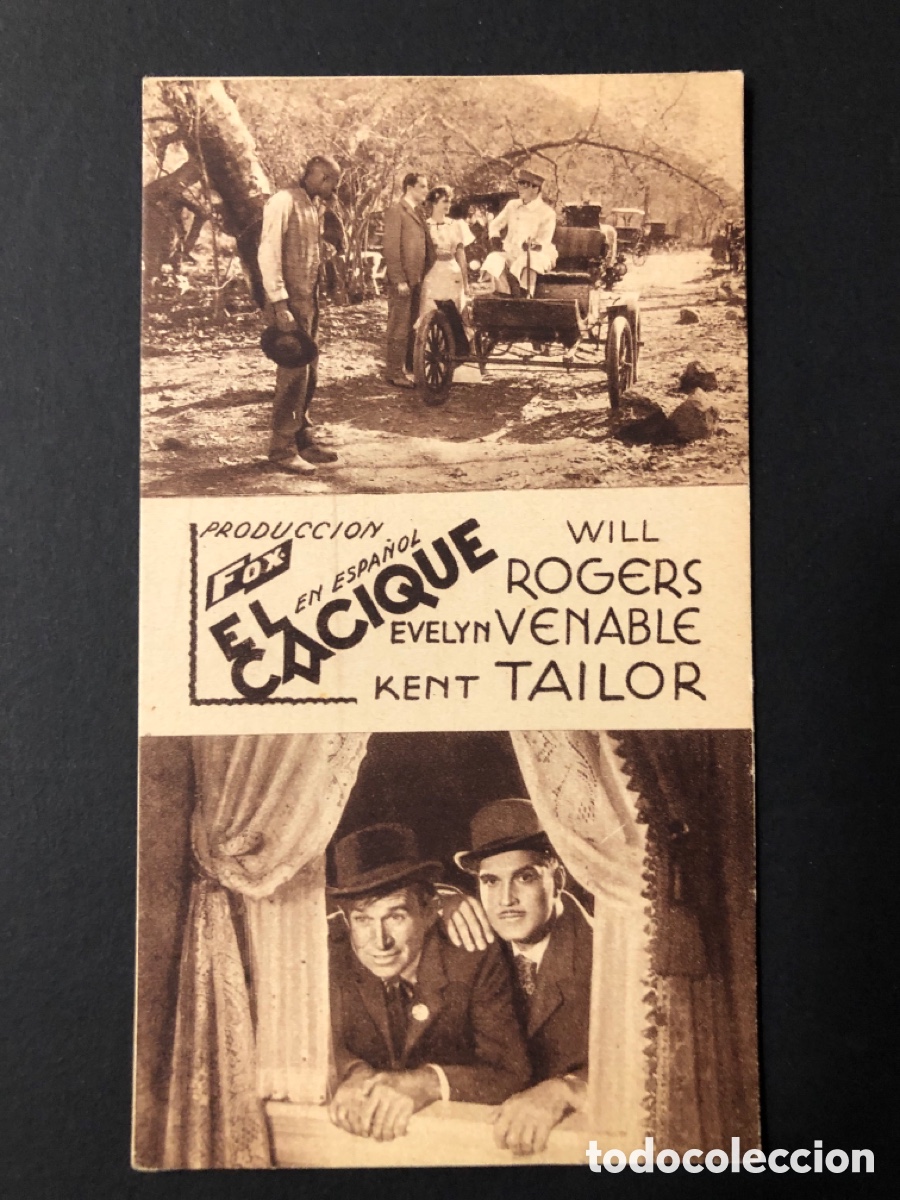 PRODUCCION
FOX
EN ESPAÑOL
EL
CACIQUE
WILL
ROGERS
EVELYN VENABLE
KENT TAILOR
todocoleccion